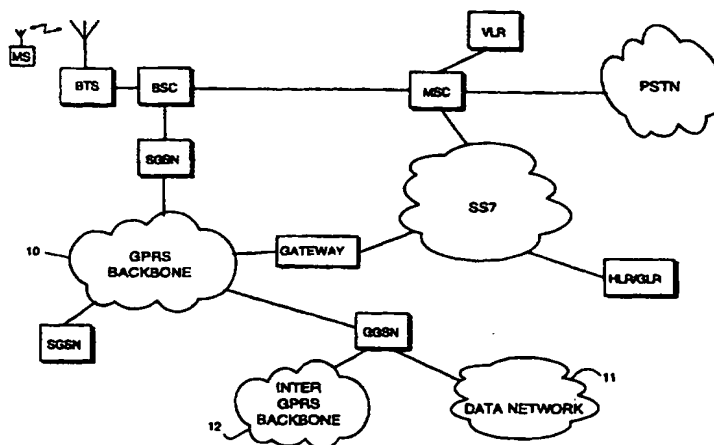 VLR
MS
BTS
BSC
MSC
PSTN
SGSN
SS7
10
GPRS
BACKBONE
GATEWAY
HLR/GLR
SGSN
GGSN
11
INTER
GPRS
BACKBONE
DATA NETWORK
12